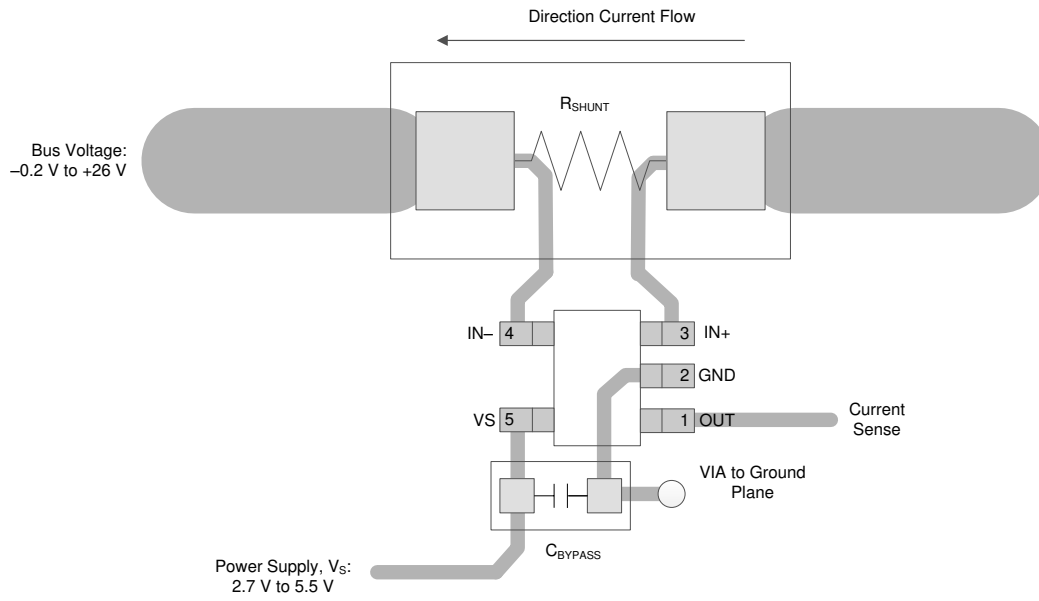 Direction Current Flow
RSHUNT
Bus Voltage:
–0.2 V to +26 V
IN–
4
3
IN+
2
GND
VS
5
1
OUT
Current
Sense
VIA to Ground
Plane
CBYPASS
Power Supply, VS:
2.7 V to 5.5 V